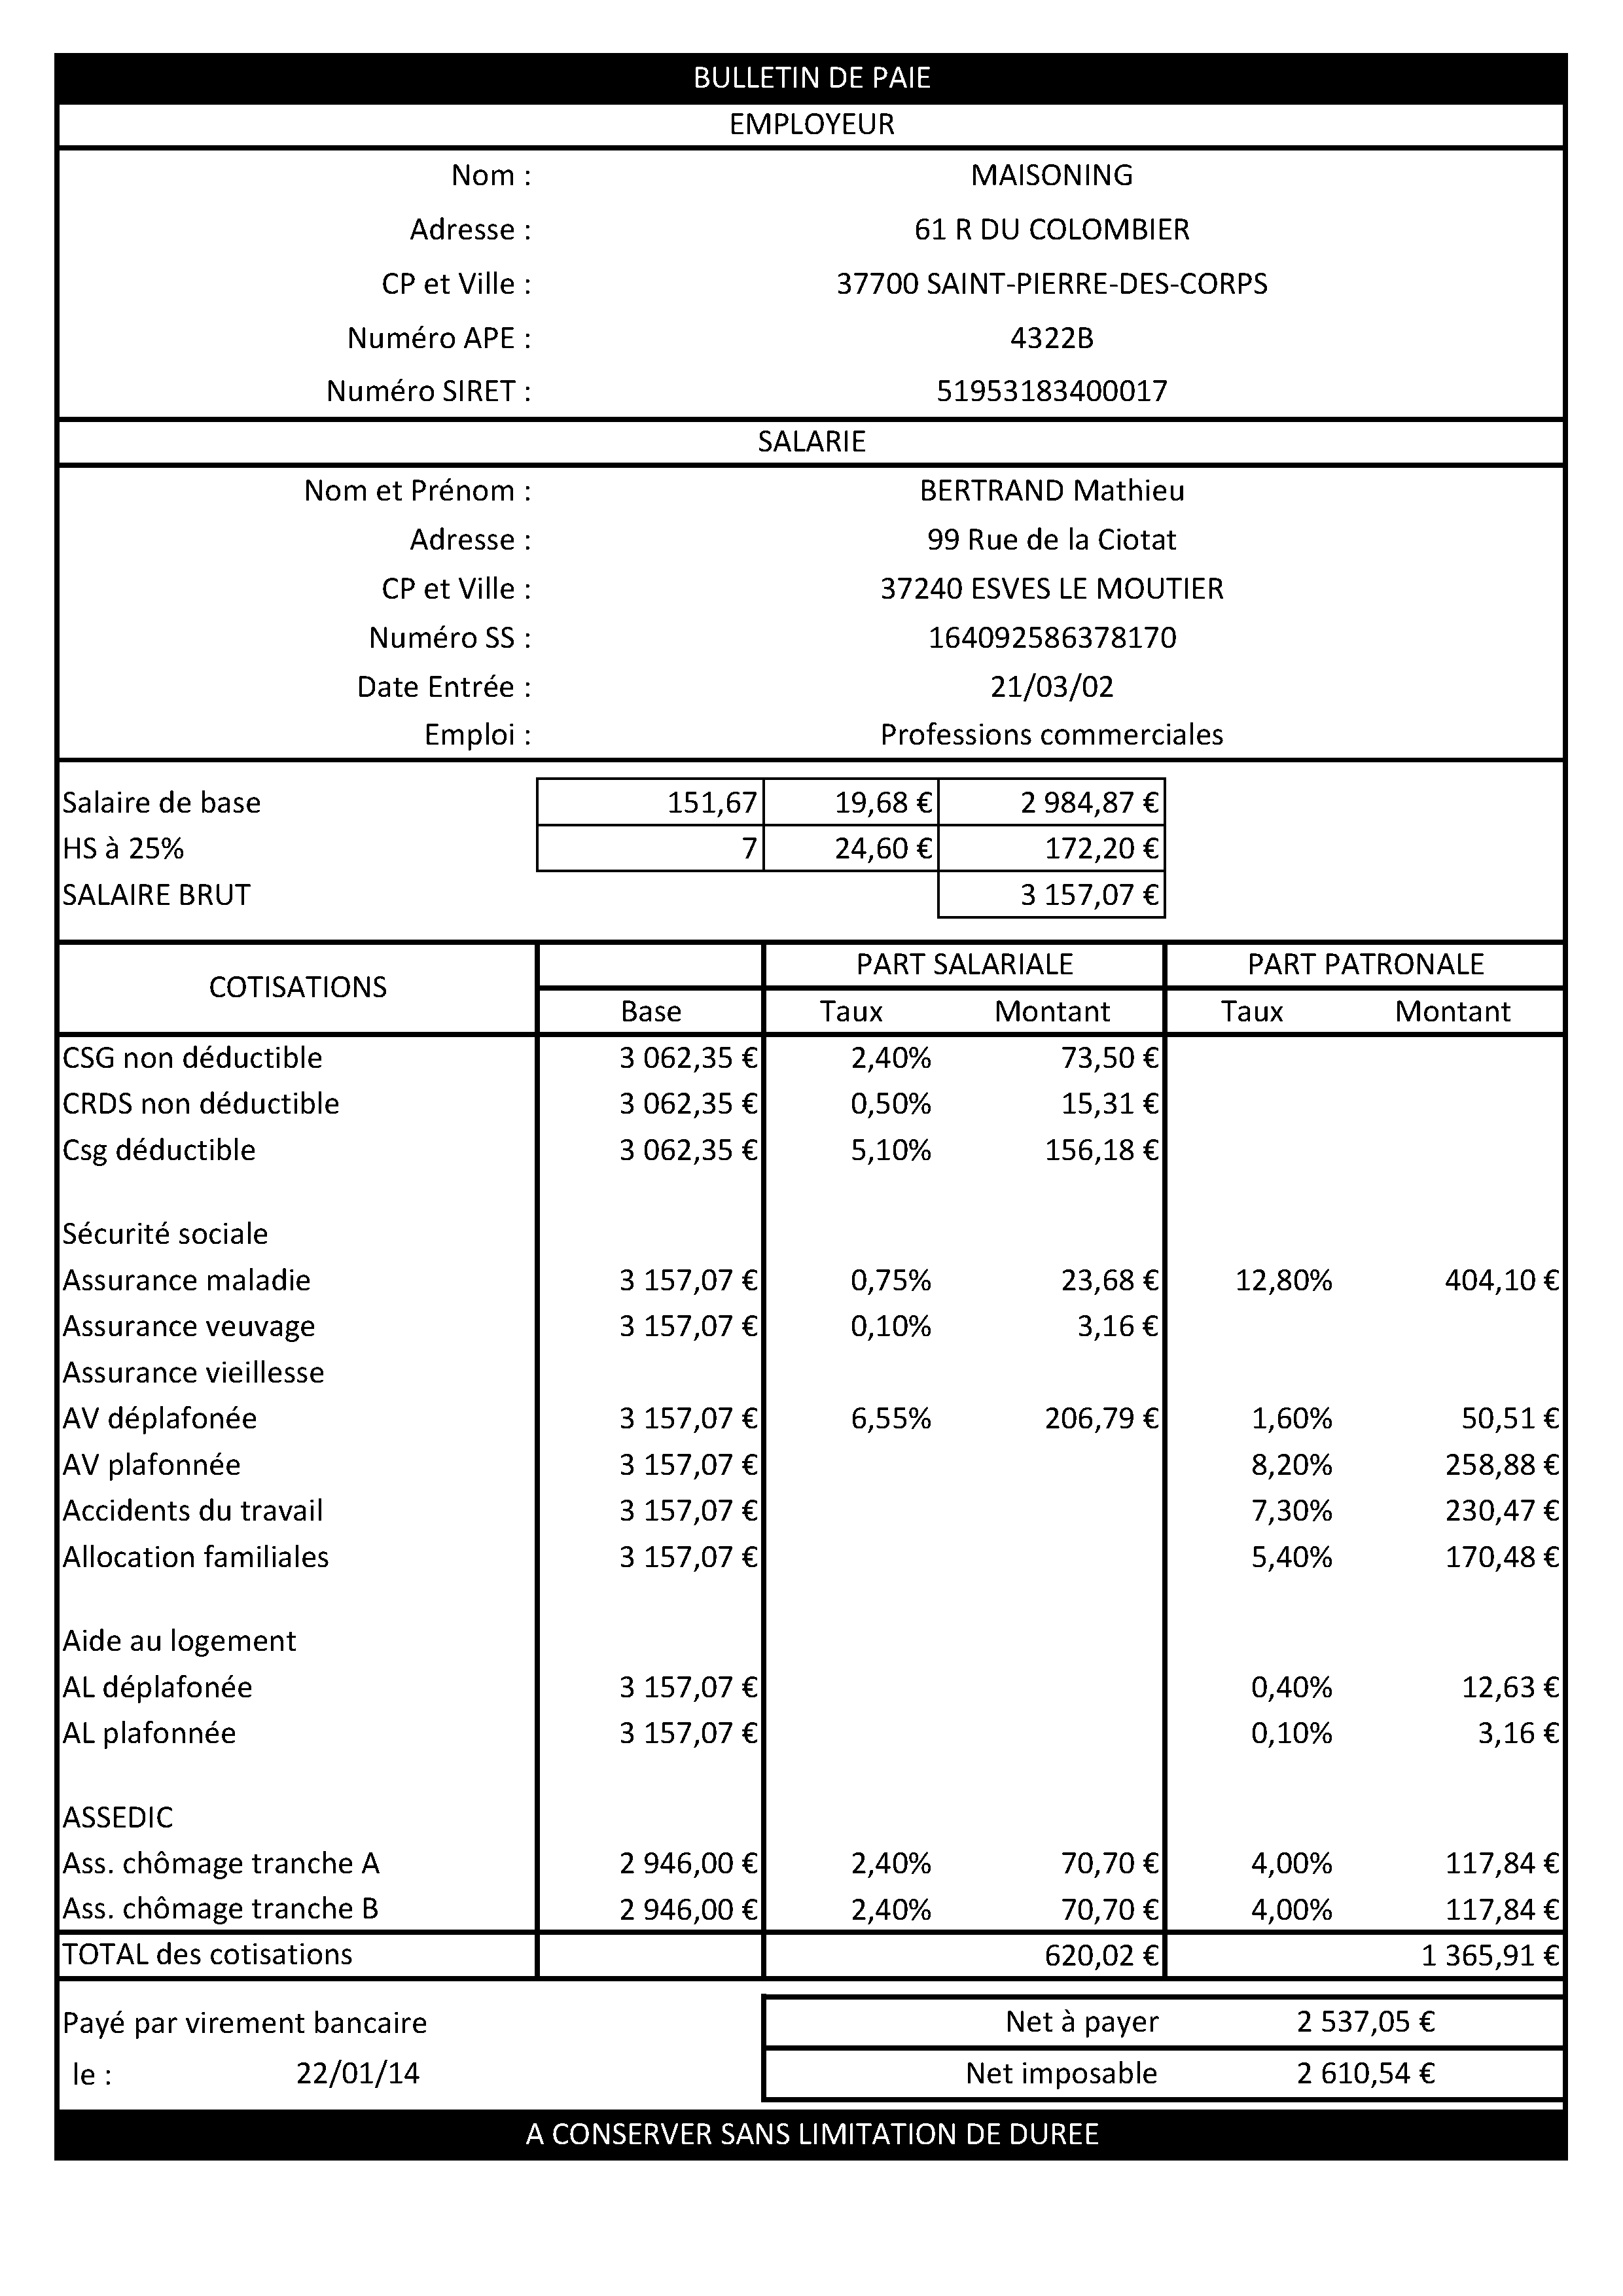 BULLETIN DE PAIE
EMPLOYEUR
Nom : MAISONING
Adresse : 61 R DU COLOMBIER
CP et Ville : 37700 SAINT-PIERRE-DES-CORPS
Numéro APE : 4322B
Numéro SIRET : 51953183400017
SALARIE
Nom et Prénom : BERTRAND Mathieu
Adresse : 99 Rue de la Ciotat
CP et Ville : 37240 ESVES LE MOUTIER
Numéro SS : 164092586378170
Date Entrée : 21/03/02
Emploi : Professions commerciales
Salaire de base 151,67 19,68 € 2 984,87 €
HS à 25% 7 24,60 € 172,20 €
SALAIRE BRUT 3 157,07 €
COTISATIONS PART SALARIALE PART PATRONALE
Base Taux Montant Taux Montant
CSG non déductible 3 062,35 € 2,40% 73,50 €
CRDS non déductible 3 062,35 € 0,50% 15,31 €
Csg déductible 3 062,35 € 5,10% 156,18 €
Sécurité sociale
Assurance maladie 3 157,07 € 0,75% 23,68 € 12,80% 404,10 €
Assurance veuvage 3 157,07 € 0,10% 3,16 €
Assurance vieillesse
AV déplafonée 3 157,07 € 6,55% 206,79 € 1,60% 50,51 €
AV plafonnée 3 157,07 € 8,20% 258,88 €
Accidents du travail 3 157,07 € 7,30% 230,47 €
Allocation familiales 3 157,07 € 5,40% 170,48 €
Aide au logement
AL déplafonée 3 157,07 € 0,40% 12,63 €
AL plafonnée 3 157,07 € 0,10% 3,16 €
ASSEDIC
Ass. chômage tranche A 2 946,00 € 2,40% 70,70 € 4,00% 117,84 €
Ass. chômage tranche B 2 946,00 € 2,40% 70,70 € 4,00% 117,84 €
TOTAL des cotisations 620,02 € 1 365,91 €
Payé par virement bancaire Net à payer 2 537,05 €
le : 22/01/14 Net imposable 2 610,54 €
A CONSERVER SANS LIMITATION DE DUREE